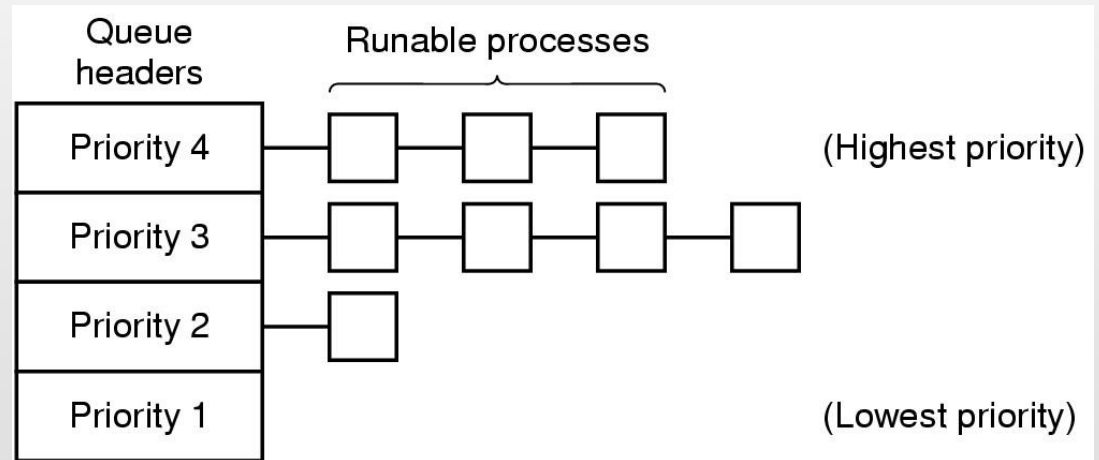 Queue
headers
Runable processes
Priority 4
(Highest priority)
Priority 3
Priority 2
Priority 1
(Lowest priority)